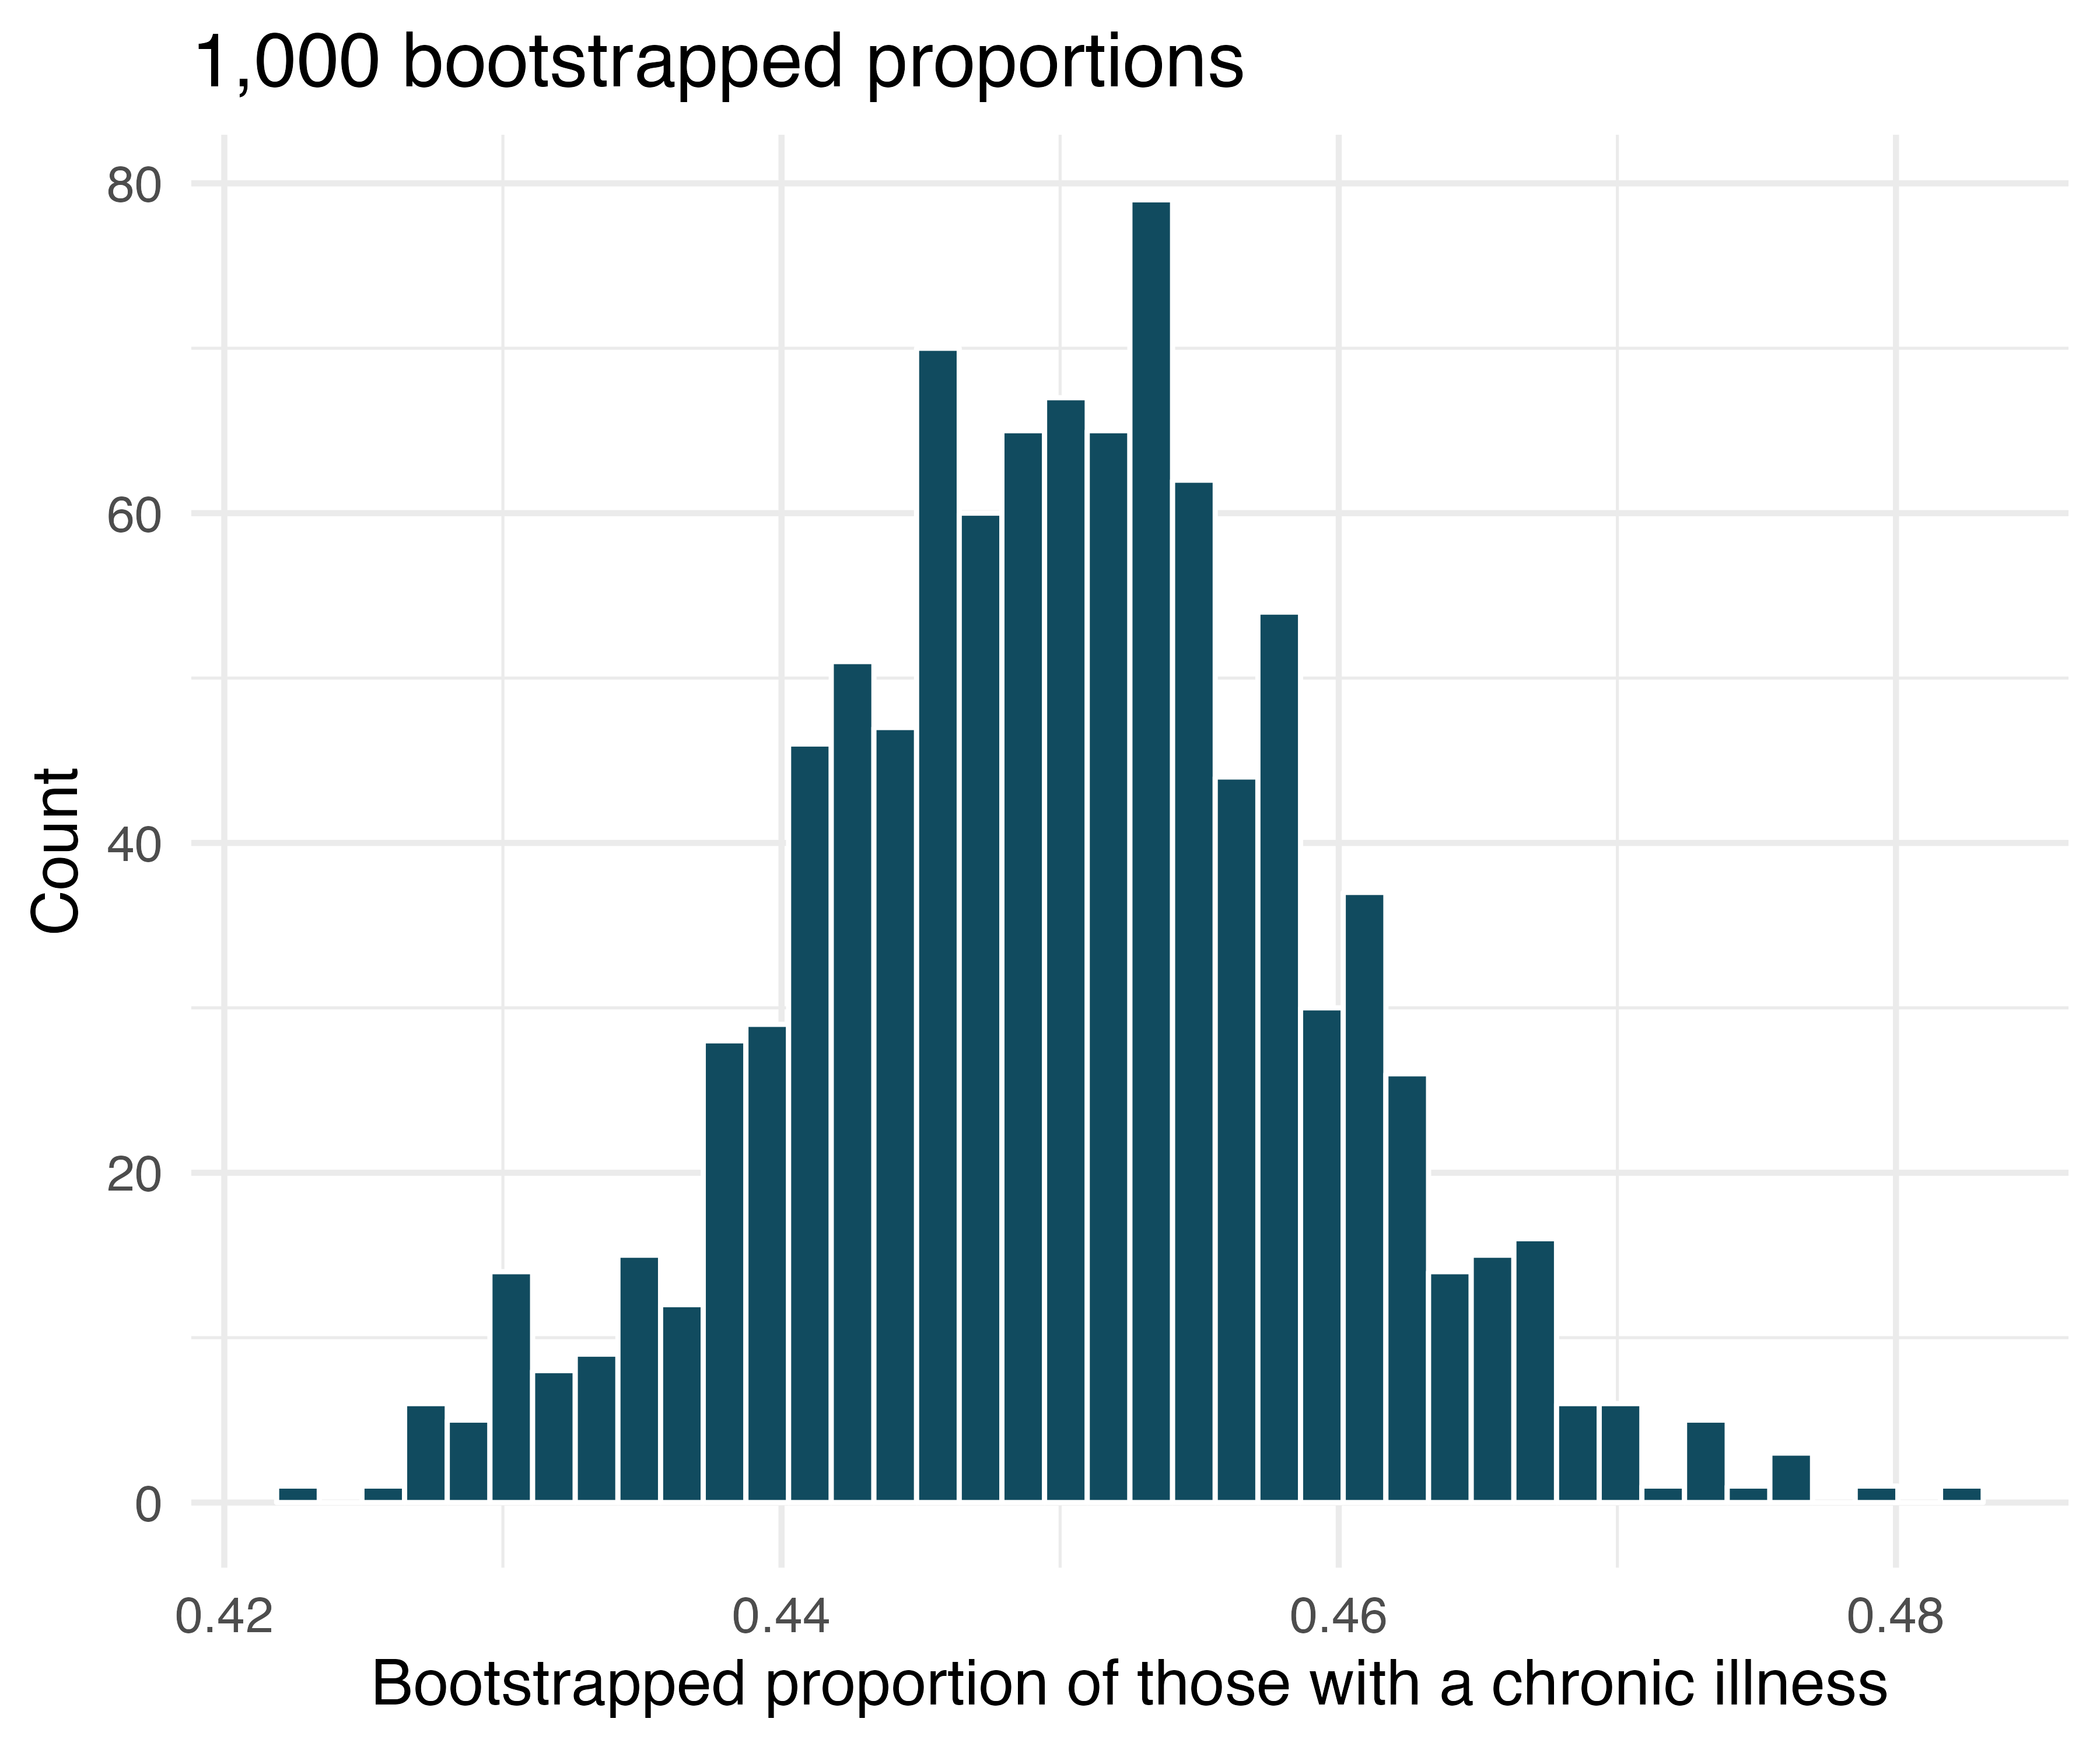 1,000 bootstrapped proportions
80
60
40
20
0
Count
0.42 0.44 0.46 0.48
Bootstrapped proportion of those with a chronic illness